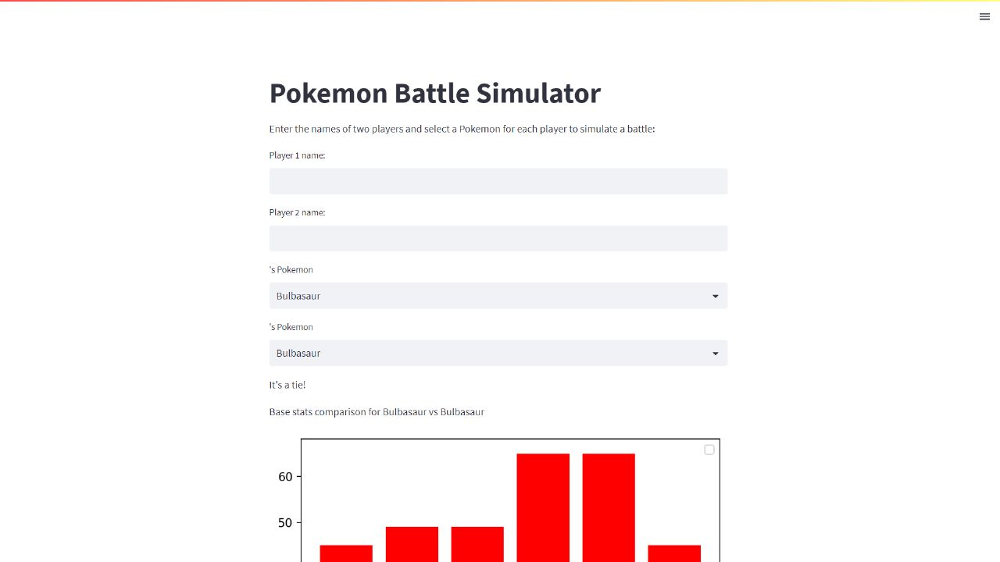 Pokemon Battle Simulator
Enter the names of two players and select a Pokemon for each player to simulate a battle:
Player 1 name:
Player 2 name:
's Pokemon
Bulbasaur
's Pokemon
Bulbasaur
It's a tie!
Base stats comparison for Bulbasaur vs Bulbasaur
60
50